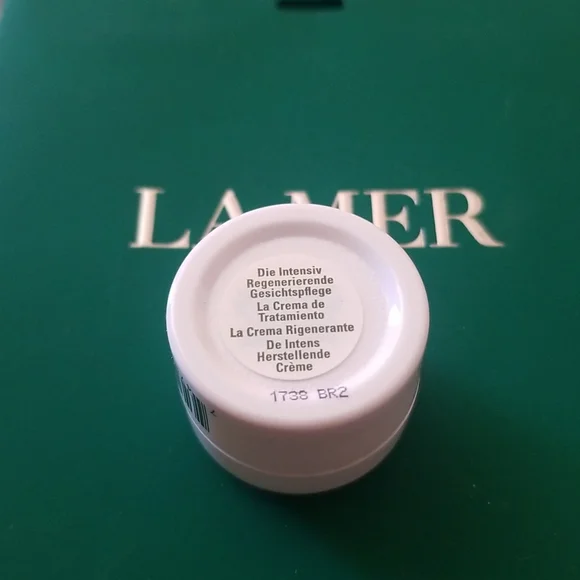 LA MER
Die Intensiv
Regenerierende
Gesichtspflege
La Crema de
Tratamiento
La Crema Rigenerante
De Intens
Herstellende
Crème
1738 BR2